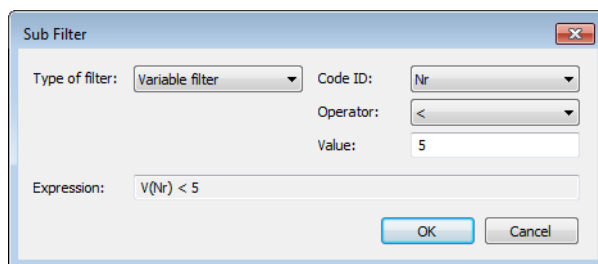 Sub Filter
Type of filter: Variable filter Code ID: Nr
Operator: <
Value: 5
Expression: V(Nr) < 5
OK Cancel